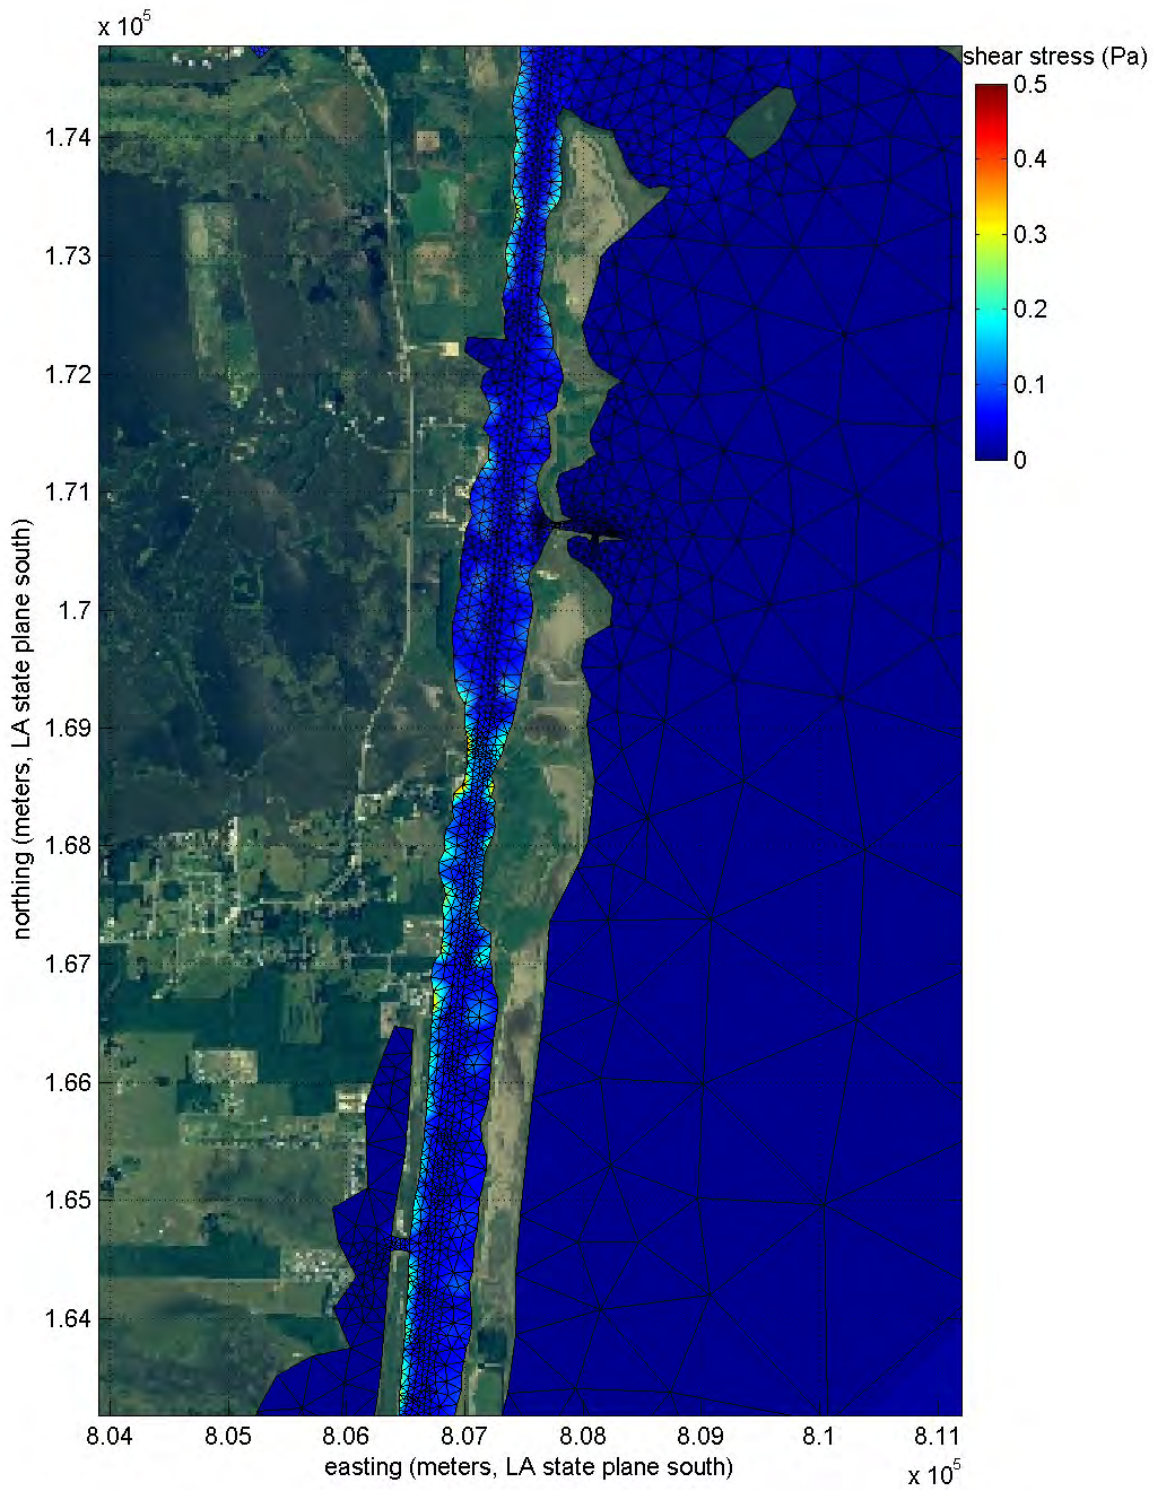 x 10^5
shear stress (Pa)
0.5
0.4
0.3
0.2
0.1
0
1.74
1.73
1.72
1.71
1.7
1.69
1.68
1.67
1.66
1.65
1.64
northing (meters, LA state plane south)
8.04 8.05 8.06 8.07 8.08 8.09 8.1 8.11
easting (meters, LA state plane south)
x 10^5